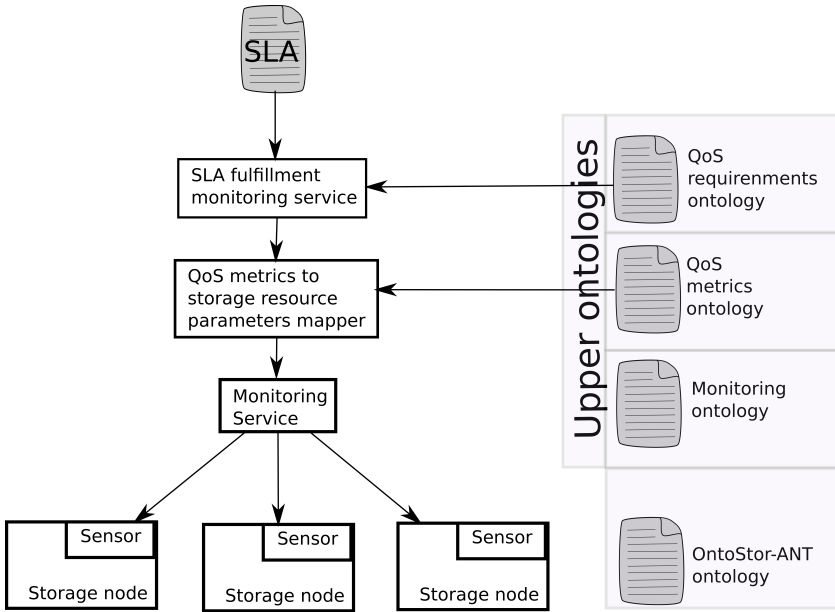 SLA
SLA fulfillment
monitoring service
QoS metrics to
storage resource
parameters mapper
Monitoring
Service
Sensor
Storage node
Sensor
Storage node
Sensor
Storage node
Upper ontologies
QoS
requirenments
ontology
QoS
metrics
ontology
Monitoring
ontology
OntoStor-ANT
ontology